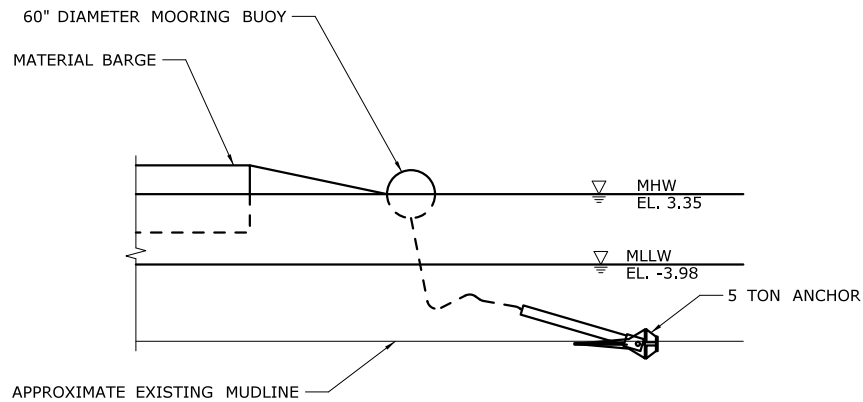 60" DIAMETER MOORING BUOY
MATERIAL BARGE
MHW
EL. 3.35
MLLW
EL. -3.98
5 TON ANCHOR
APPROXIMATE EXISTING MUDLINE